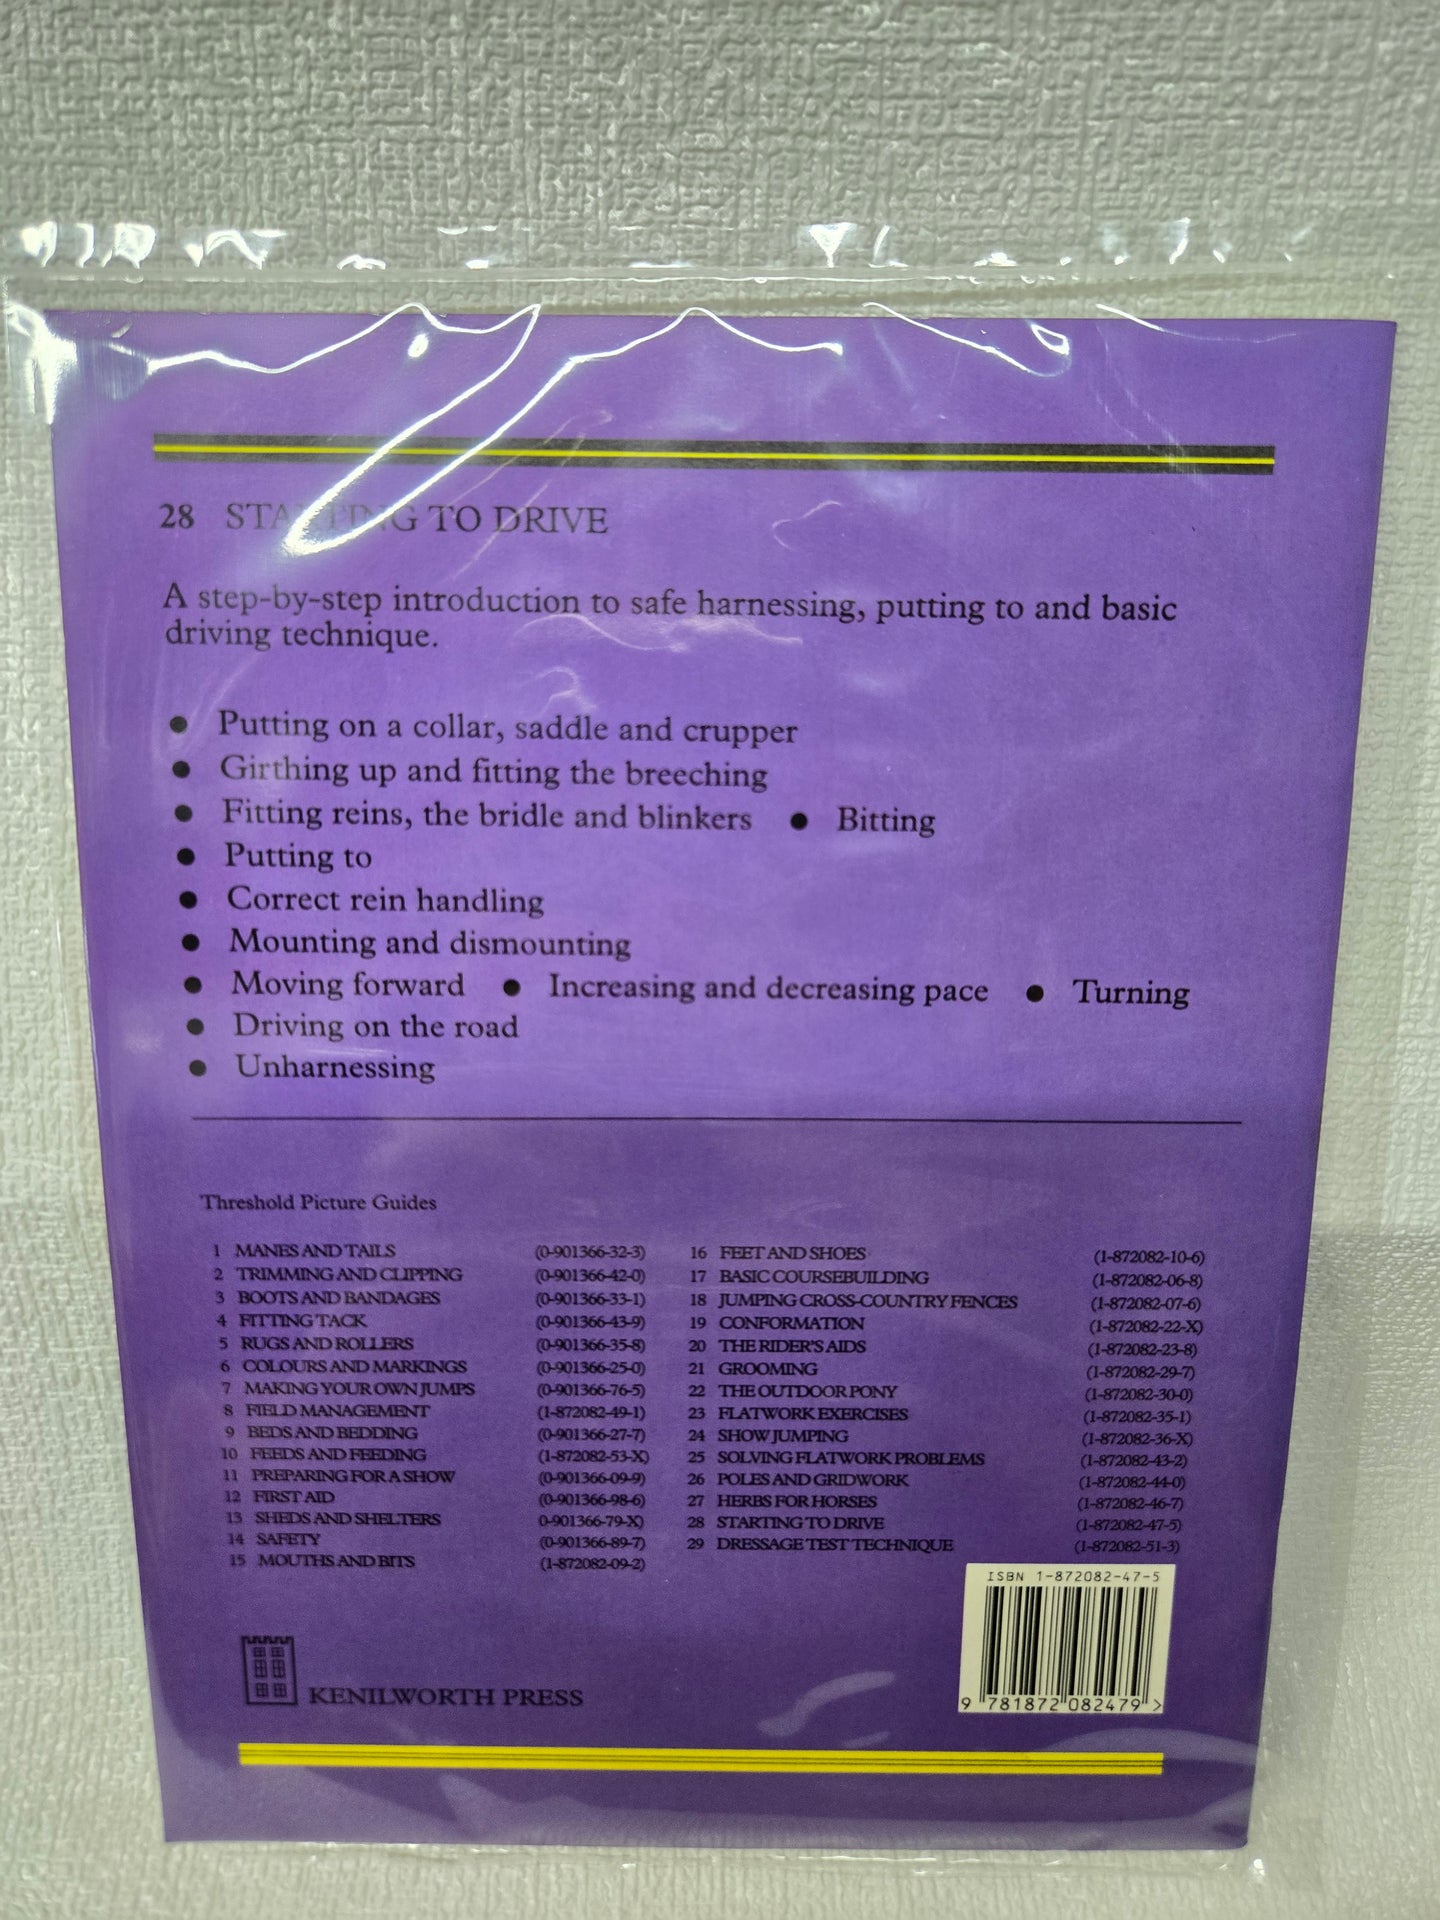 28 STARTING TO DRIVE
A step-by-step introduction to safe harnessing, putting to and basic
driving technique.
● Putting on a collar, saddle and crupper
● Girthing up and fitting the breeching
● Fitting reins, the bridle and blinkers ● Bitting
● Putting to
● Correct rein handling
● Mounting and dismounting
● Moving forward ● Increasing and decreasing pace ● Turning
● Driving on the road
● Unharnessing
Threshold Picture Guides
1 MANES AND TAILS (0-901366-32-3)
2 TRIMMING AND CLIPPING (0-901366-42-0)
3 BOOTS AND BANDAGES (0-901366-33-1)
4 FITTING TACK (0-901366-43-9)
5 RUGS AND ROLLERS (0-901366-35-8)
6 COLOURS AND MARKINGS (0-901366-25-0)
7 MAKING YOUR OWN JUMPS (0-901366-76-5)
8 FIELD MANAGEMENT (1-872082-49-1)
9 BEDS AND BEDDING (0-901366-27-7)
10 FEEDS AND FEEDING (1-872082-53-X)
11 PREPARING FOR A SHOW (0-901366-09-9)
12 FIRST AID (0-901366-98-6)
13 SHEDS AND SHELTERS 0-901366-79-X)
14 SAFETY (0-901366-89-7)
15 MOUTHS AND BITS (1-872082-09-2)
16 FEET AND SHOES (1-872082-10-6)
17 BASIC COURSEBUILDING (1-872082-06-8)
18 JUMPING CROSS-COUNTRY FENCES (1-872082-07-6)
19 CONFORMATION (1-872082-22-X)
20 THE RIDER'S AIDS (1-872082-23-8)
21 GROOMING (1-872082-29-7)
22 THE OUTDOOR PONY (1-872082-30-0)
23 FLATWORK EXERCISES (1-872082-35-1)
24 SHOW JUMPING (1-872082-36-X)
25 SOLVING FLATWORK PROBLEMS (1-872082-43-2)
26 POLES AND GRIDWORK (1-872082-44-0)
27 HERBS FOR HORSES (1-872082-46-7)
28 STARTING TO DRIVE (1-872082-47-5)
29 DRESSAGE TEST TECHNIQUE (1-872082-51-3)
ISBN 1-872082-47-5
9 781872 082479 >
KENILWORTH PRESS